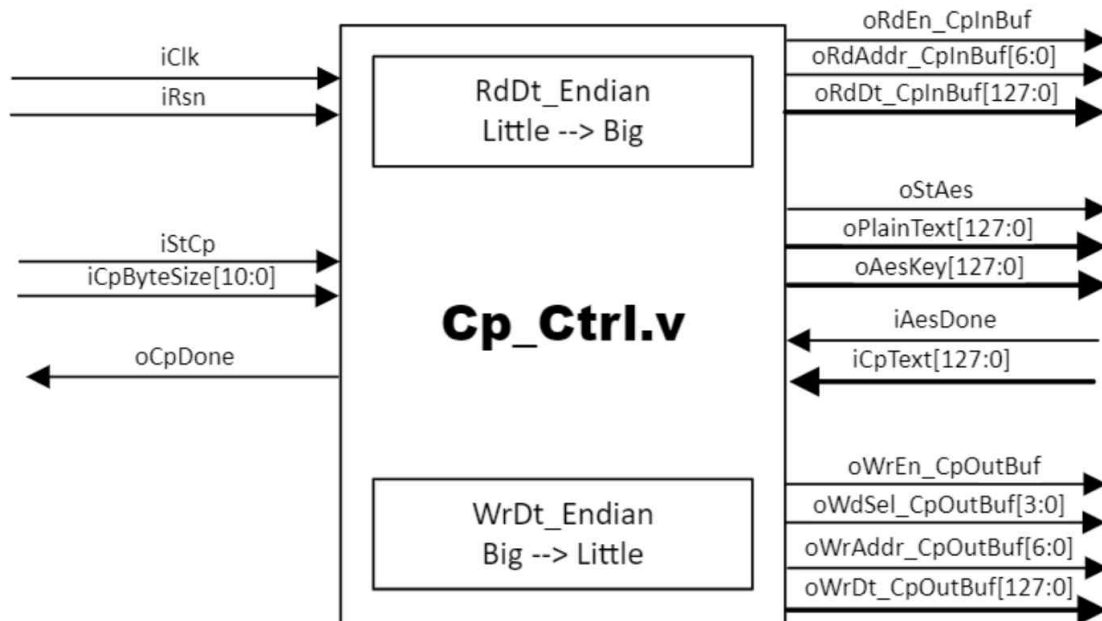 iClk
iRsn
iStCp
iCpByteSize[10:0]
oCpDone
RdDt_Endian
Little --> Big
Cp_Ctrl.v
WrDt_Endian
Big --> Little
oRdEn_CpInBuf
oRdAddr_CpInBuf[6:0]
oRdDt_CpInBuf[127:0]
oStAes
oPlainText[127:0]
oAesKey[127:0]
iAesDone
iCpText[127:0]
oWrEn_CpOutBuf
oWdSel_CpOutBuf[3:0]
oWrAddr_CpOutBuf[6:0]
oWrDt_CpOutBuf[127:0]